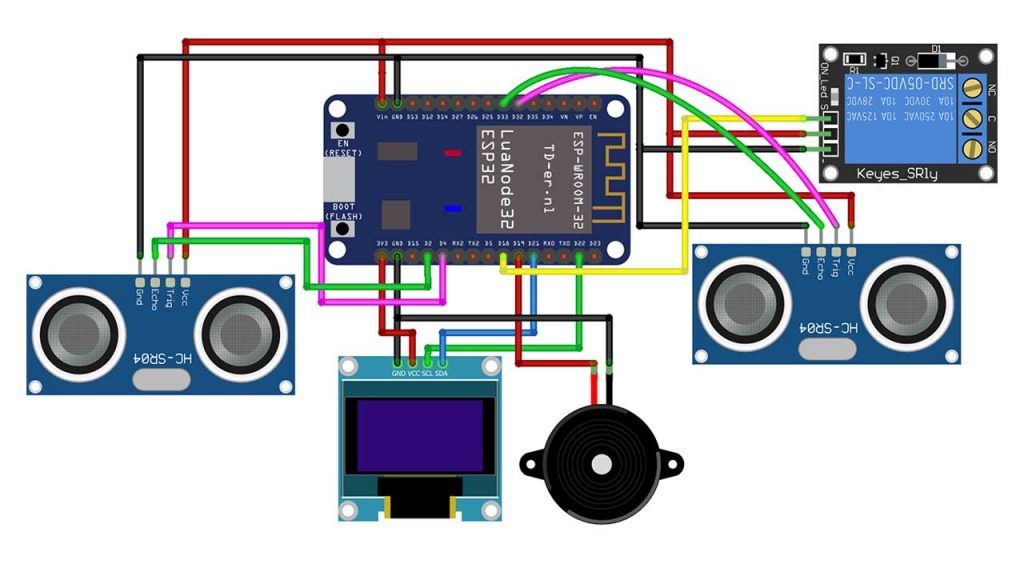 D1
Q1
R1
ON_Led
S
-
SRD-05VDC-SL-C
10A 30VDC 10A 28VDC
10A 250VAC 10A 125VAC
NC
C
NO
Keyes_SRly
Vin GND D13 D12 D14 D27 D26 D25 D33 D32 D35 D34 VN VP EN
EN
(RESET)
BOOT
(FLASH)
ESP32
LuaNode32
TD-er.nl
ESP-WROOM-32
3V3 GND D15 D2 D4 RX2 TX2 D5 D18 D19 D21 RX0 TX0 D22 D23
Gnd
Echo
Trig
Vcc
HC-SR04
Gnd
Echo
Trig
Vcc
HC-SR04
GND VCC SCL SDA